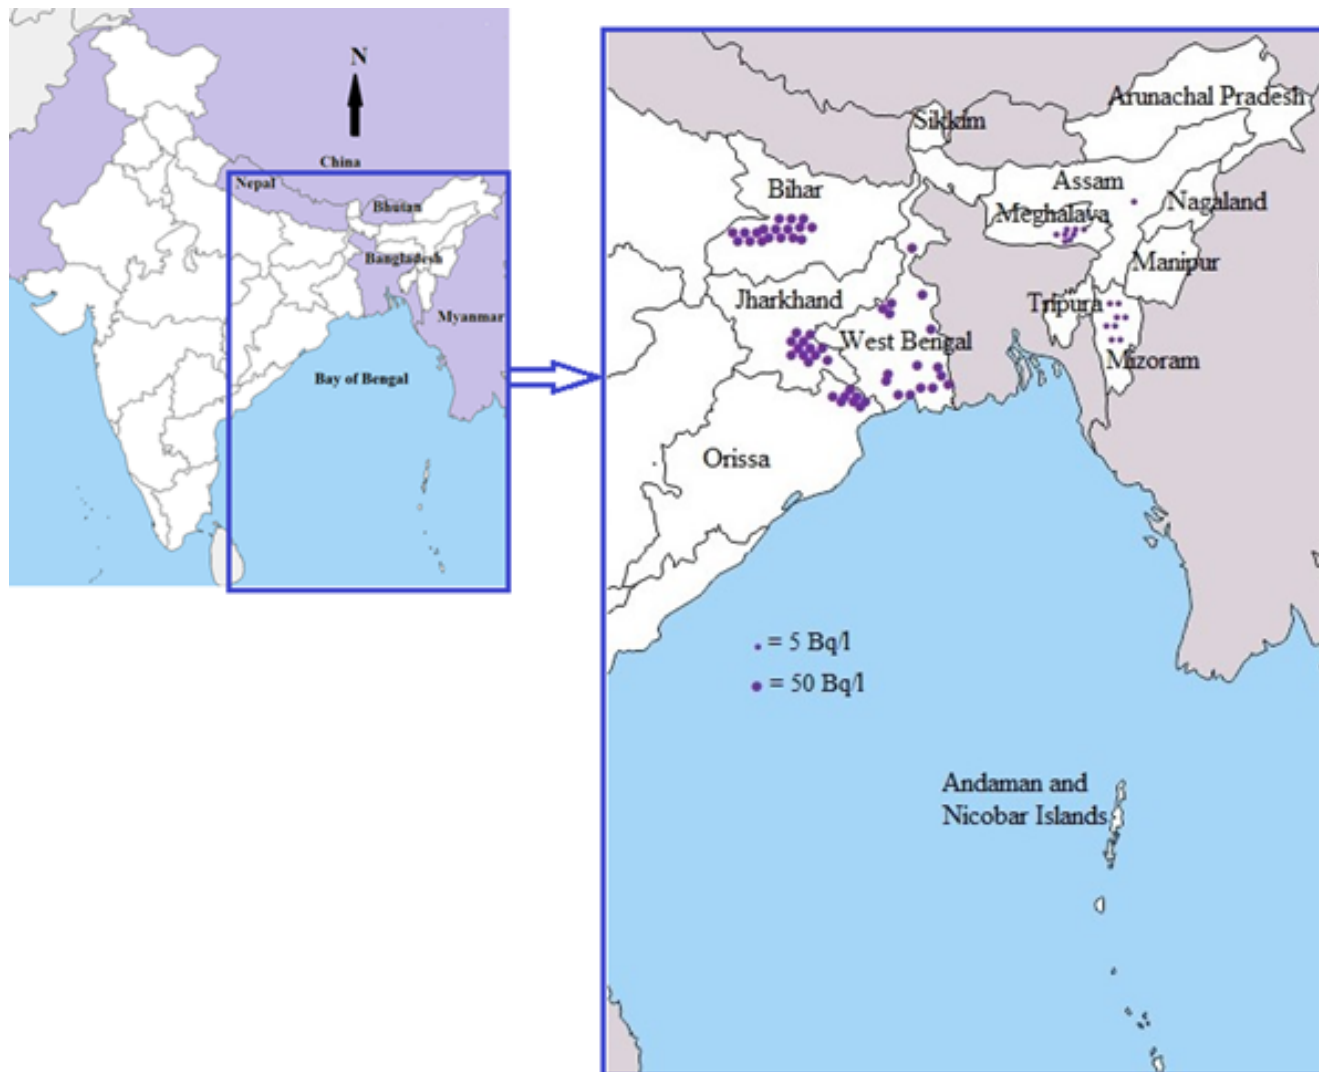 N
China
Nepal
Bhutan
Bangladesh
Myanmar
Bay of Bengal
Arunachal Pradesh
Sikkim
Assam
Bihar
Nagaland
Meghalaya
Manipur
Jharkhand
Tripura
West Bengal
Mizoram
Orissa
= 5 Bq/l
= 50 Bq/l
Andaman and
Nicobar Islands